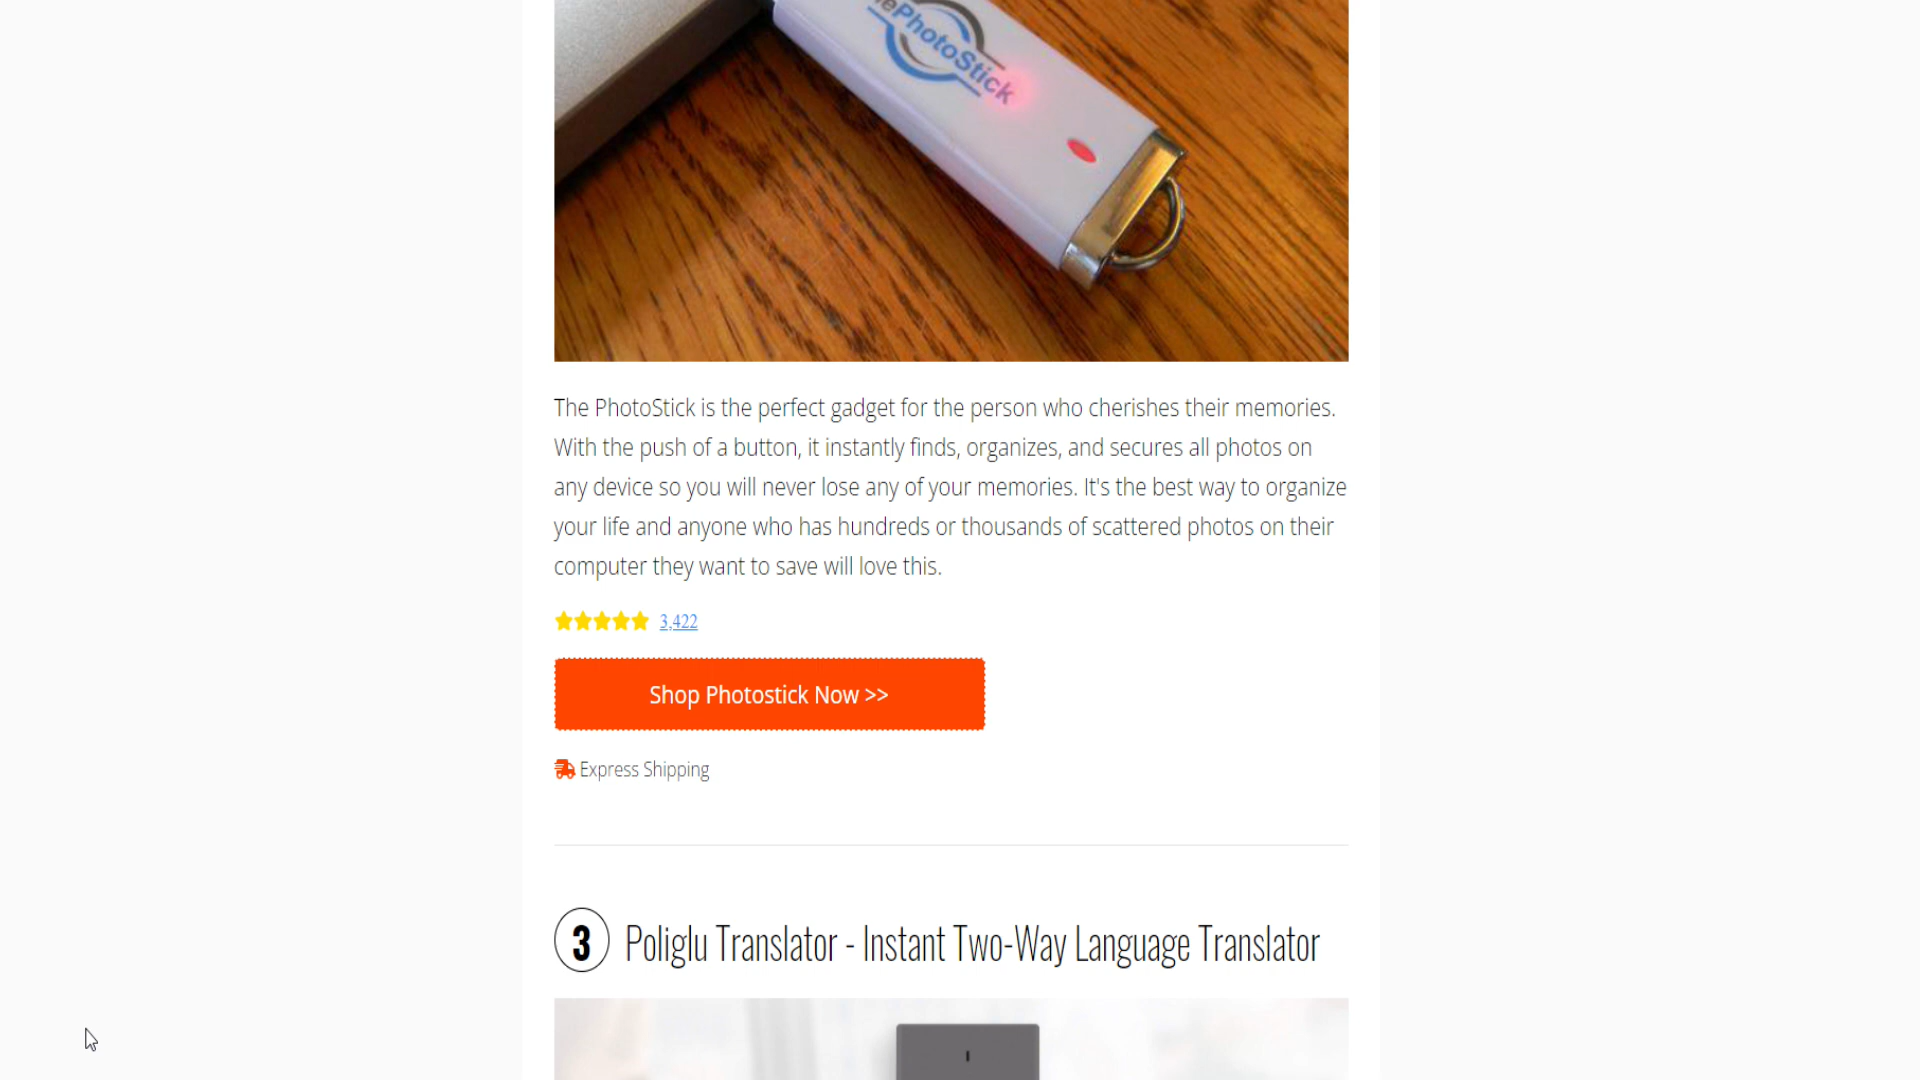 ePhotoStick
The PhotoStick is the perfect gadget for the person who cherishes their memories.
With the push of a button, it instantly finds, organizes, and secures all photos on
any device so you will never lose any of your memories. It's the best way to organize
your life and anyone who has hundreds or thousands of scattered photos on their
computer they want to save will love this.
3,422
Shop Photostick Now >>
Express Shipping
3 Poliglu Translator - Instant Two-Way Language Translator